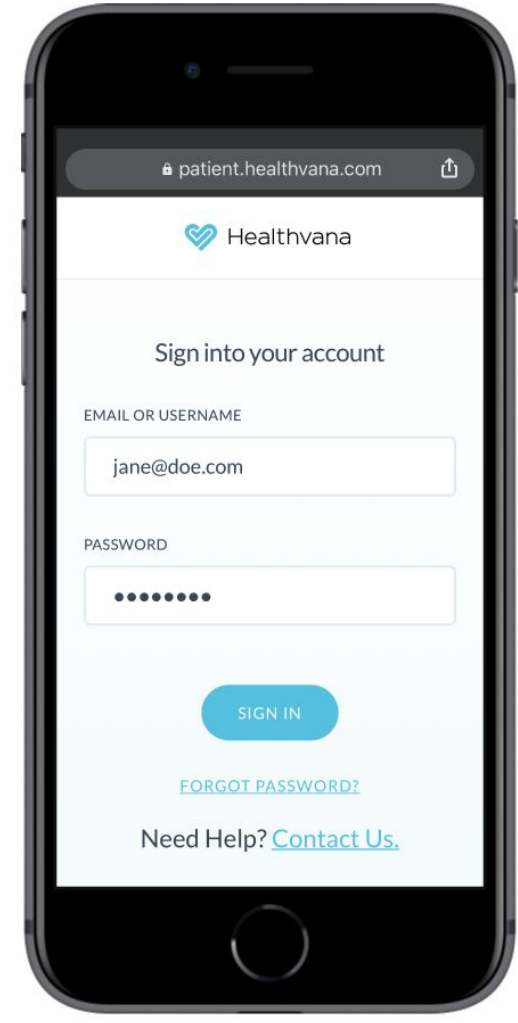 patient.healthvana.com
Healthvana
Sign into your account
EMAIL OR USERNAME
jane@doe.com
PASSWORD
••••••••
SIGN IN
FORGOT PASSWORD?
Need Help? Contact Us.